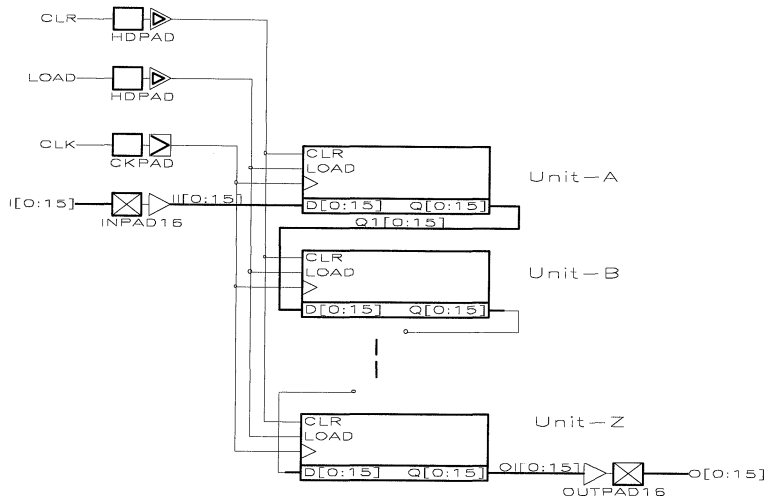 CLR
HDPAD
LOAD
HDPAD
CLK
CKPAD
I[0:15]
INPAD16
II[0:15]
CLR
LOAD
D[0:15] Q[0:15]
Unit-A
Q1[0:15]
CLR
LOAD
D[0:15] Q[0:15]
Unit-B
CLR
LOAD
D[0:15] Q[0:15]
Unit-Z
OI[0:15]
OUTPAD16
O[0:15]